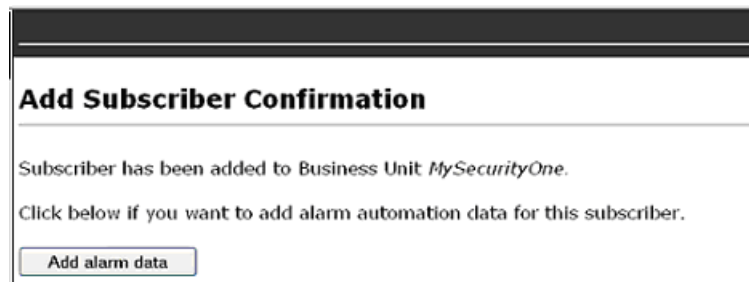 Add Subscriber Confirmation
Subscriber has been added to Business Unit MySecurityOne.
Click below if you want to add alarm automation data for this subscriber.
Add alarm data